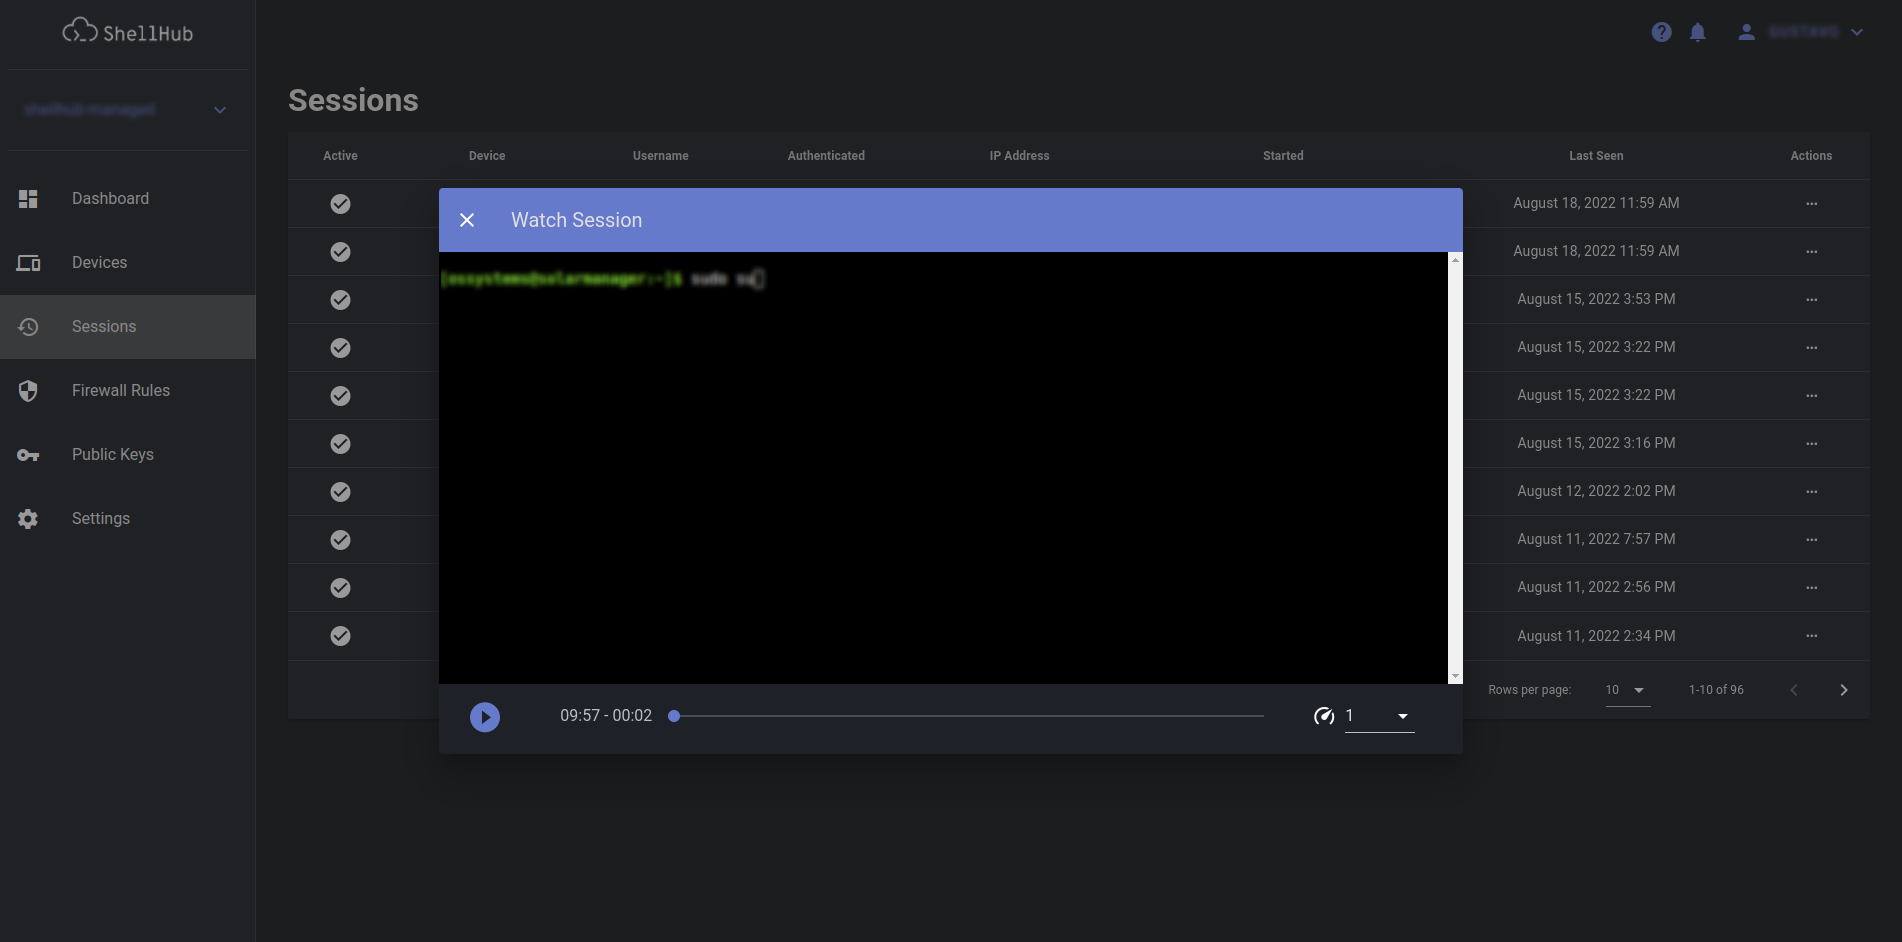 ShellHub
Dashboard
Devices
Sessions
Firewall Rules
Public Keys
Settings
Sessions
Active Device Username Authenticated IP Address Started Last Seen Actions
August 18, 2022 11:59 AM
August 18, 2022 11:59 AM
August 15, 2022 3:53 PM
August 15, 2022 3:22 PM
August 15, 2022 3:22 PM
August 15, 2022 3:16 PM
August 12, 2022 2:02 PM
August 11, 2022 7:57 PM
August 11, 2022 2:56 PM
August 11, 2022 2:34 PM
Rows per page: 10 1-10 of 96
Watch Session
sudo su
09:57 - 00:02
1